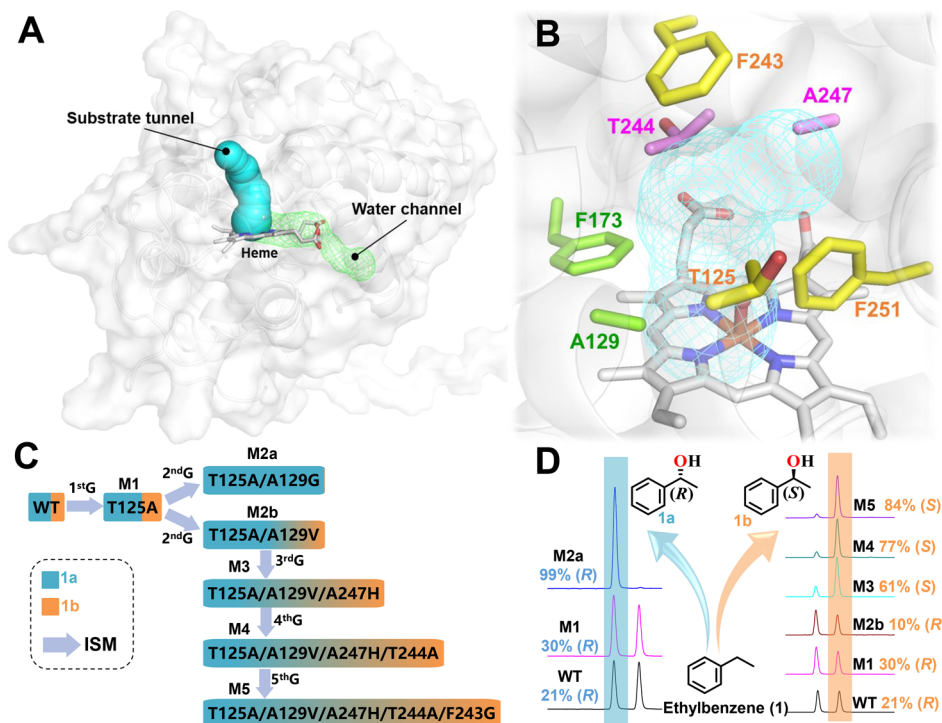 A
Substrate tunnel
Water channel
Heme
B
F243
A247
T244
F173
T125
F251
A129
C
M2a
2ndG
T125A/A129G
1stG
M1
WT
T125A
M2b
2ndG
T125A/A129V
3rdG
M3
T125A/A129V/A247H
4thG
M4
T125A/A129V/A247H/T244A
5thG
M5
T125A/A129V/A247H/T244A/F243G
1a
1b
ISM
D
OH
(R)
1a
OH
(S)
1b
M2a
99% (R)
M1
30% (R)
WT
21% (R)
Ethylbenzene (1)
M5 84% (S)
M4 77% (S)
M3 61% (S)
M2b 10% (R
M1 30% (R)
WT 21% (R)